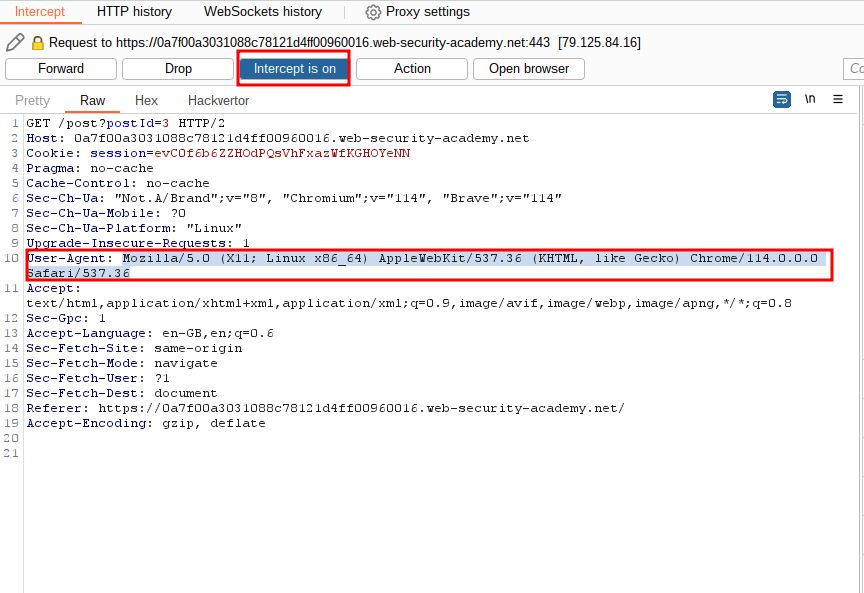 Intercept HTTP history WebSockets history Proxy settings
Request to https://0a7f00a3031088c78121d4ff00960016.web-security-academy.net:443 [79.125.84.16]
Forward Drop Intercept is on Action Open browser
Pretty Raw Hex Hackvertor \n
1 GET /post?postId=3 HTTP/2
2 Host: 0a7f00a3031088c78121d4ff00960016.web-security-academy.net
3 Cookie: session=evC0f6b6ZZHOdPQsVhFxazWfKGHOYeNN
4 Pragma: no-cache
5 Cache-Control: no-cache
6 Sec-Ch-Ua: "Not.A/Brand";v="8", "Chromium";v="114", "Brave";v="114"
7 Sec-Ch-Ua-Mobile: ?0
8 Sec-Ch-Ua-Platform: "Linux"
9 Upgrade-Insecure-Requests: 1
10 User-Agent: Mozilla/5.0 (X11; Linux x86_64) AppleWebKit/537.36 (KHTML, like Gecko) Chrome/114.0.0.0
Safari/537.36
11 Accept:
text/html,application/xhtml+xml,application/xml;q=0.9,image/avif,image/webp,image/apng,*/*;q=0.8
12 Sec-Gpc: 1
13 Accept-Language: en-GB,en;q=0.6
14 Sec-Fetch-Site: same-origin
15 Sec-Fetch-Mode: navigate
16 Sec-Fetch-User: ?1
17 Sec-Fetch-Dest: document
18 Referer: https://0a7f00a3031088c78121d4ff00960016.web-security-academy.net/
19 Accept-Encoding: gzip, deflate
20
21